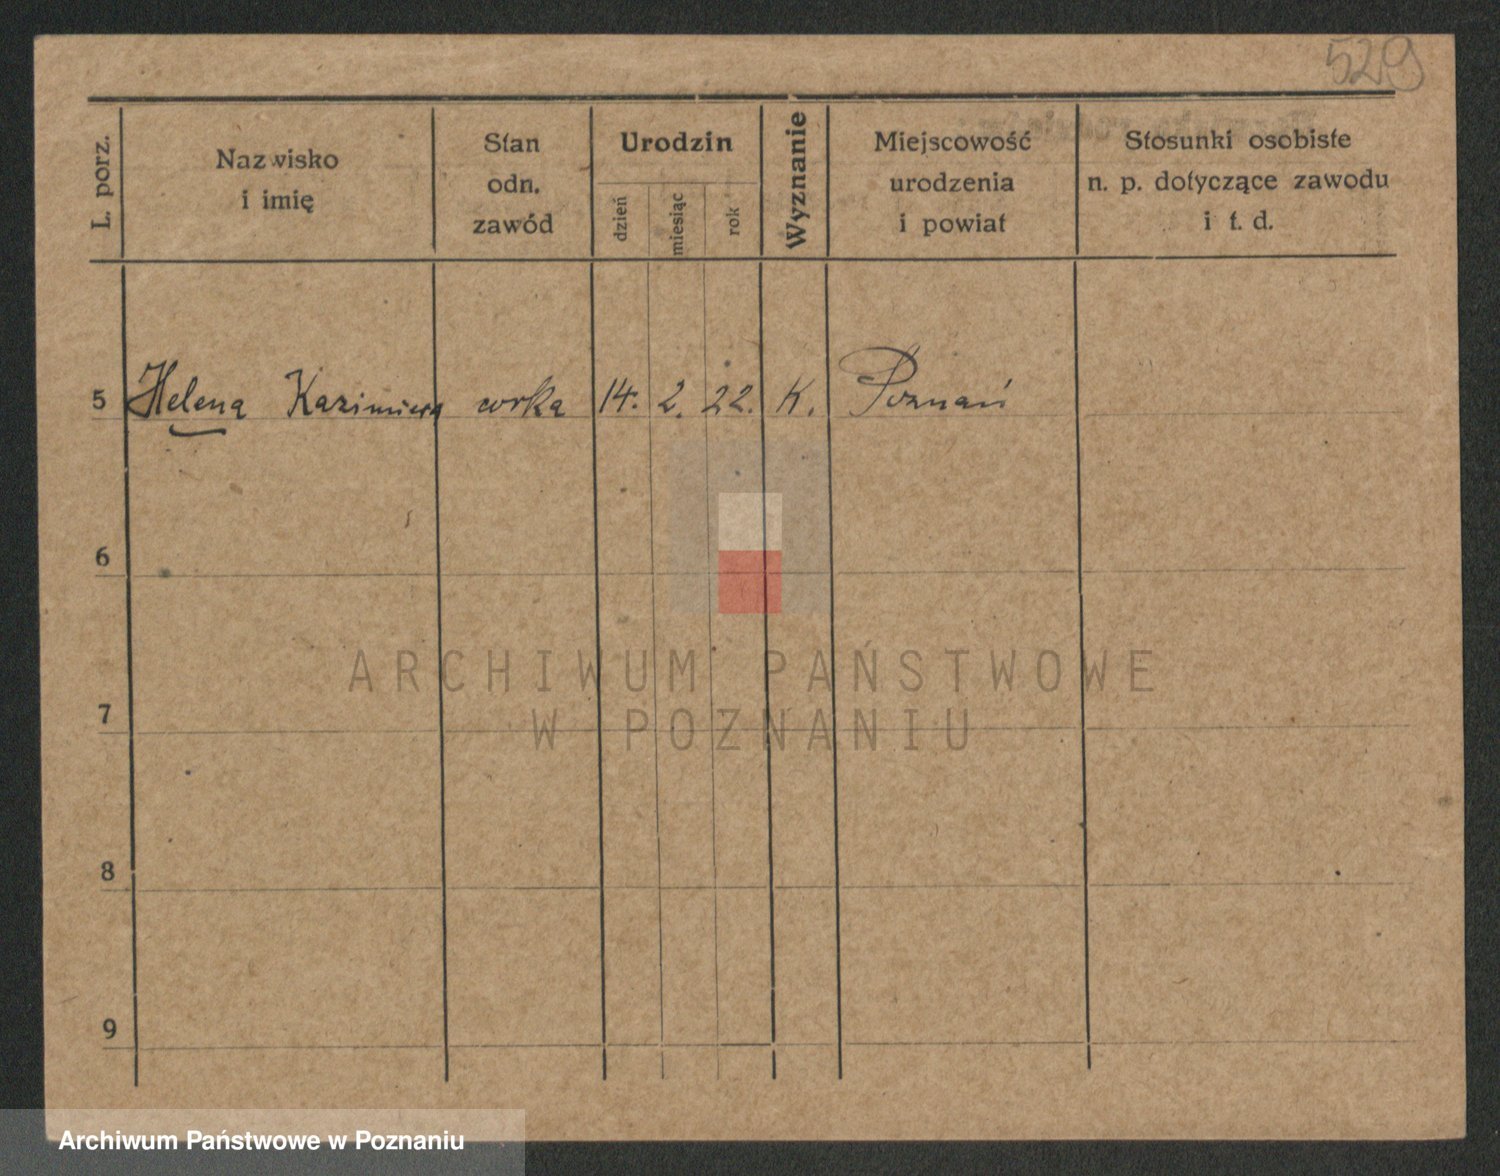 529
L. porz.
Nazwisko
i imię
Stan
odn.
zawód
Urodzin
dzień
miesiąc
rok
Wyznanie
Miejscowość
urodzenia
i powiat
Stosunki osobiste
n. p. dotyczące zawodu
i t. d.
5 Helena Kazimiera corka 14. 2. 22. K. Poznań
6
7
8
9
ARCHIWUM PAŃSTWOWE
W POZNANIU
Archiwum Państwowe w Poznaniu